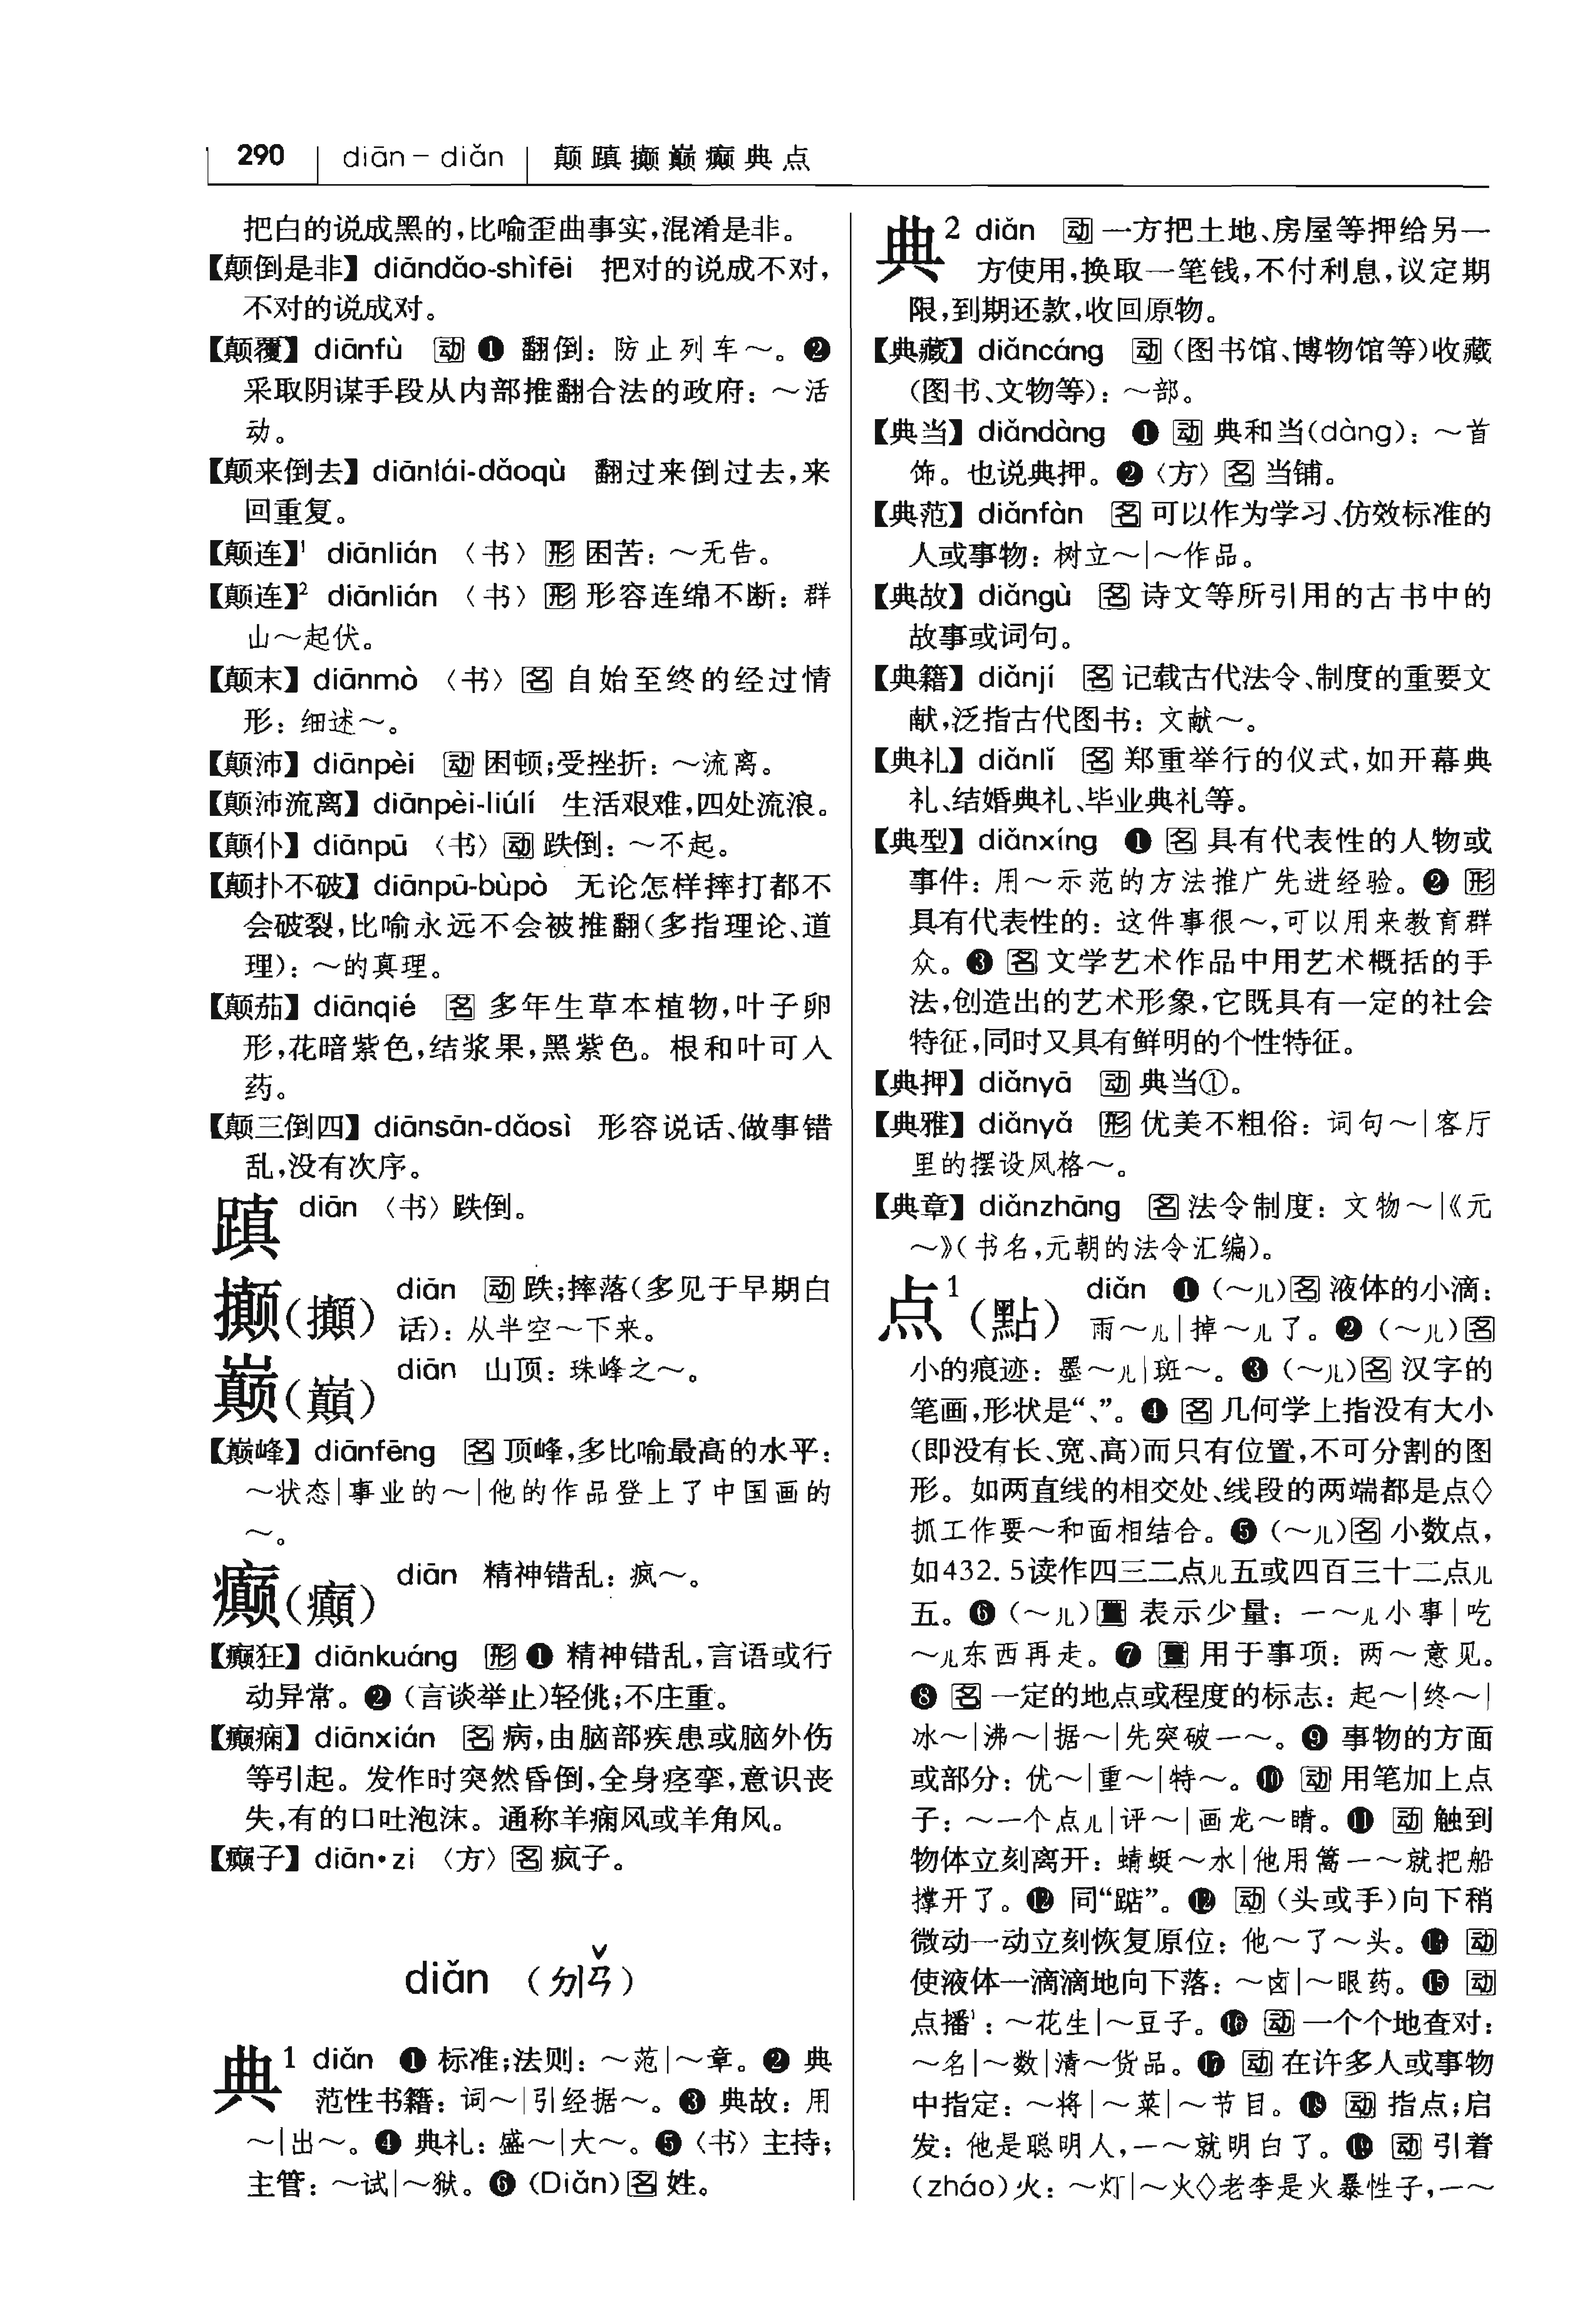 290 diān－diǎn 颠蹎攧巅癫典点
把白的说成黑的，比喻歪曲事实，混淆是非。
【颠倒是非】 diāndǎo-shìfēi 把对的说成不对，
不对的说成对。
【颠覆】 diānfù 动 ❶ 翻倒：防止列车～。❷
采取阴谋手段从内部推翻合法的政府：～活
动。
【颠来倒去】 diānlái-dǎoqù 翻过来倒过去，来
回重复。
【颠连】¹ diānlián 〈书〉形 困苦：～无告。
【颠连】² diānlián 〈书〉形 形容连绵不断：群
山～起伏。
【颠末】 diānmò 〈书〉名 自始至终的经过情
形：细述～。
【颠沛】 diānpèi 动 困顿；受挫折：～流离。
【颠沛流离】 diānpèi-liúlí 生活艰难，四处流浪。
【颠仆】 diānpū 〈书〉动 跌倒：～不起。
【颠扑不破】 diānpū-bùpò 无论怎样摔打都不
会破裂，比喻永远不会被推翻（多指理论、道
理）：～的真理。
【颠茄】 diānqié 名 多年生草本植物，叶子卵
形，花暗紫色，结浆果，黑紫色。根和叶可入
药。
【颠三倒四】 diānsān-dǎosì 形容说话、做事错
乱，没有次序。
蹎 diān 〈书〉跌倒。
攧（攧） diān 动 跌；摔落（多见于早期白
话）：从半空～下来。
巅（巔） diān 山顶：珠峰之～。
【巅峰】 diānfēng 名 顶峰，多比喻最高的水平：
～状态｜事业的～｜他的作品登上了中国画的
～。
癫（癲） diān 精神错乱：疯～。
【癫狂】 diānkuáng 形 ❶ 精神错乱，言语或行
动异常。❷（言谈举止）轻佻；不庄重。
【癫痫】 diānxián 名 病，由脑部疾患或脑外伤
等引起。发作时突然昏倒，全身痉挛，意识丧
失，有的口吐泡沫。通称羊痫风或羊角风。
【癫子】 diān·zi 〈方〉名 疯子。
diǎn （ㄉㄧㄢˇ）
典¹ diǎn ❶ 标准；法则：～范｜～章。❷ 典
范性书籍：词～｜引经据～。❸ 典故：用
～｜出～。❹ 典礼：盛～｜大～。❺〈书〉主持；
主管：～试｜～狱。❻ (Diǎn) 名 姓。
典² diǎn 动 一方把土地、房屋等押给另一
方使用，换取一笔钱，不付利息，议定期
限，到期还款，收回原物。
【典藏】 diǎncáng 动（图书馆、博物馆等）收藏
（图书、文物等）：～部。
【典当】 diǎndàng ❶ 动 典和当(dàng)：～首
饰。也说典押。❷〈方〉名 当铺。
【典范】 diǎnfàn 名 可以作为学习、仿效标准的
人或事物：树立～｜～作品。
【典故】 diǎngù 名 诗文等所引用的古书中的
故事或词句。
【典籍】 diǎnjí 名 记载古代法令、制度的重要文
献，泛指古代图书：文献～。
【典礼】 diǎnlǐ 名 郑重举行的仪式，如开幕典
礼、结婚典礼、毕业典礼等。
【典型】 diǎnxíng ❶ 名 具有代表性的人物或
事件：用～示范的方法推广先进经验。❷ 形
具有代表性的：这件事很～，可以用来教育群
众。❸ 名 文学艺术作品中用艺术概括的手
法，创造出的艺术形象，它既具有一定的社会
特征，同时又具有鲜明的个性特征。
【典押】 diǎnyā 动 典当①。
【典雅】 diǎnyǎ 形 优美不粗俗：词句～｜客厅
里的摆设风格～。
【典章】 diǎnzhāng 名 法令制度：文物～｜《元
～》（书名，元朝的法令汇编）。
点¹（點） diǎn ❶（～儿）名 液体的小滴：
雨～儿｜掉～儿了。❷（～儿）名
小的痕迹：墨～儿｜斑～。❸（～儿）名 汉字的
笔画，形状是“、”。❹ 名 几何学上指没有大小
（即没有长、宽、高）而只有位置，不可分割的图
形。如两直线的相交处、线段的两端都是点◇
抓工作要～和面相结合。❺（～儿）名 小数点，
如432.5读作四三二点儿五或四百三十二点儿
五。❻（～儿）量 表示少量：一～儿小事｜吃
～儿东西再走。❼ 量 用于事项：两～意见。
❽ 名 一定的地点或程度的标志：起～｜终～｜
冰～｜沸～｜据～｜先突破一～。❾ 事物的方面
或部分：优～｜重～｜特～。❿ 动 用笔加上点
子：～一个点儿｜评～｜画龙～睛。⓫ 动 触到
物体立刻离开：蜻蜓～水｜他用篙一～就把船
撑开了。⓬ 同“踮”。⓬ 动（头或手）向下稍
微动一动立刻恢复原位：他～了～头。⓮ 动
使液体一滴滴地向下落：～卤｜～眼药。⓯ 动
点播¹：～花生｜～豆子。⓰ 动 一个个地查对：
～名｜～数｜清～货品。⓱ 动 在许多人或事物
中指定：～将｜～菜｜～节目。⓲ 动 指点；启
发：他是聪明人，一～就明白了。⓳ 动 引着
(zháo)火：～灯｜～火◇老李是火暴性子，一～